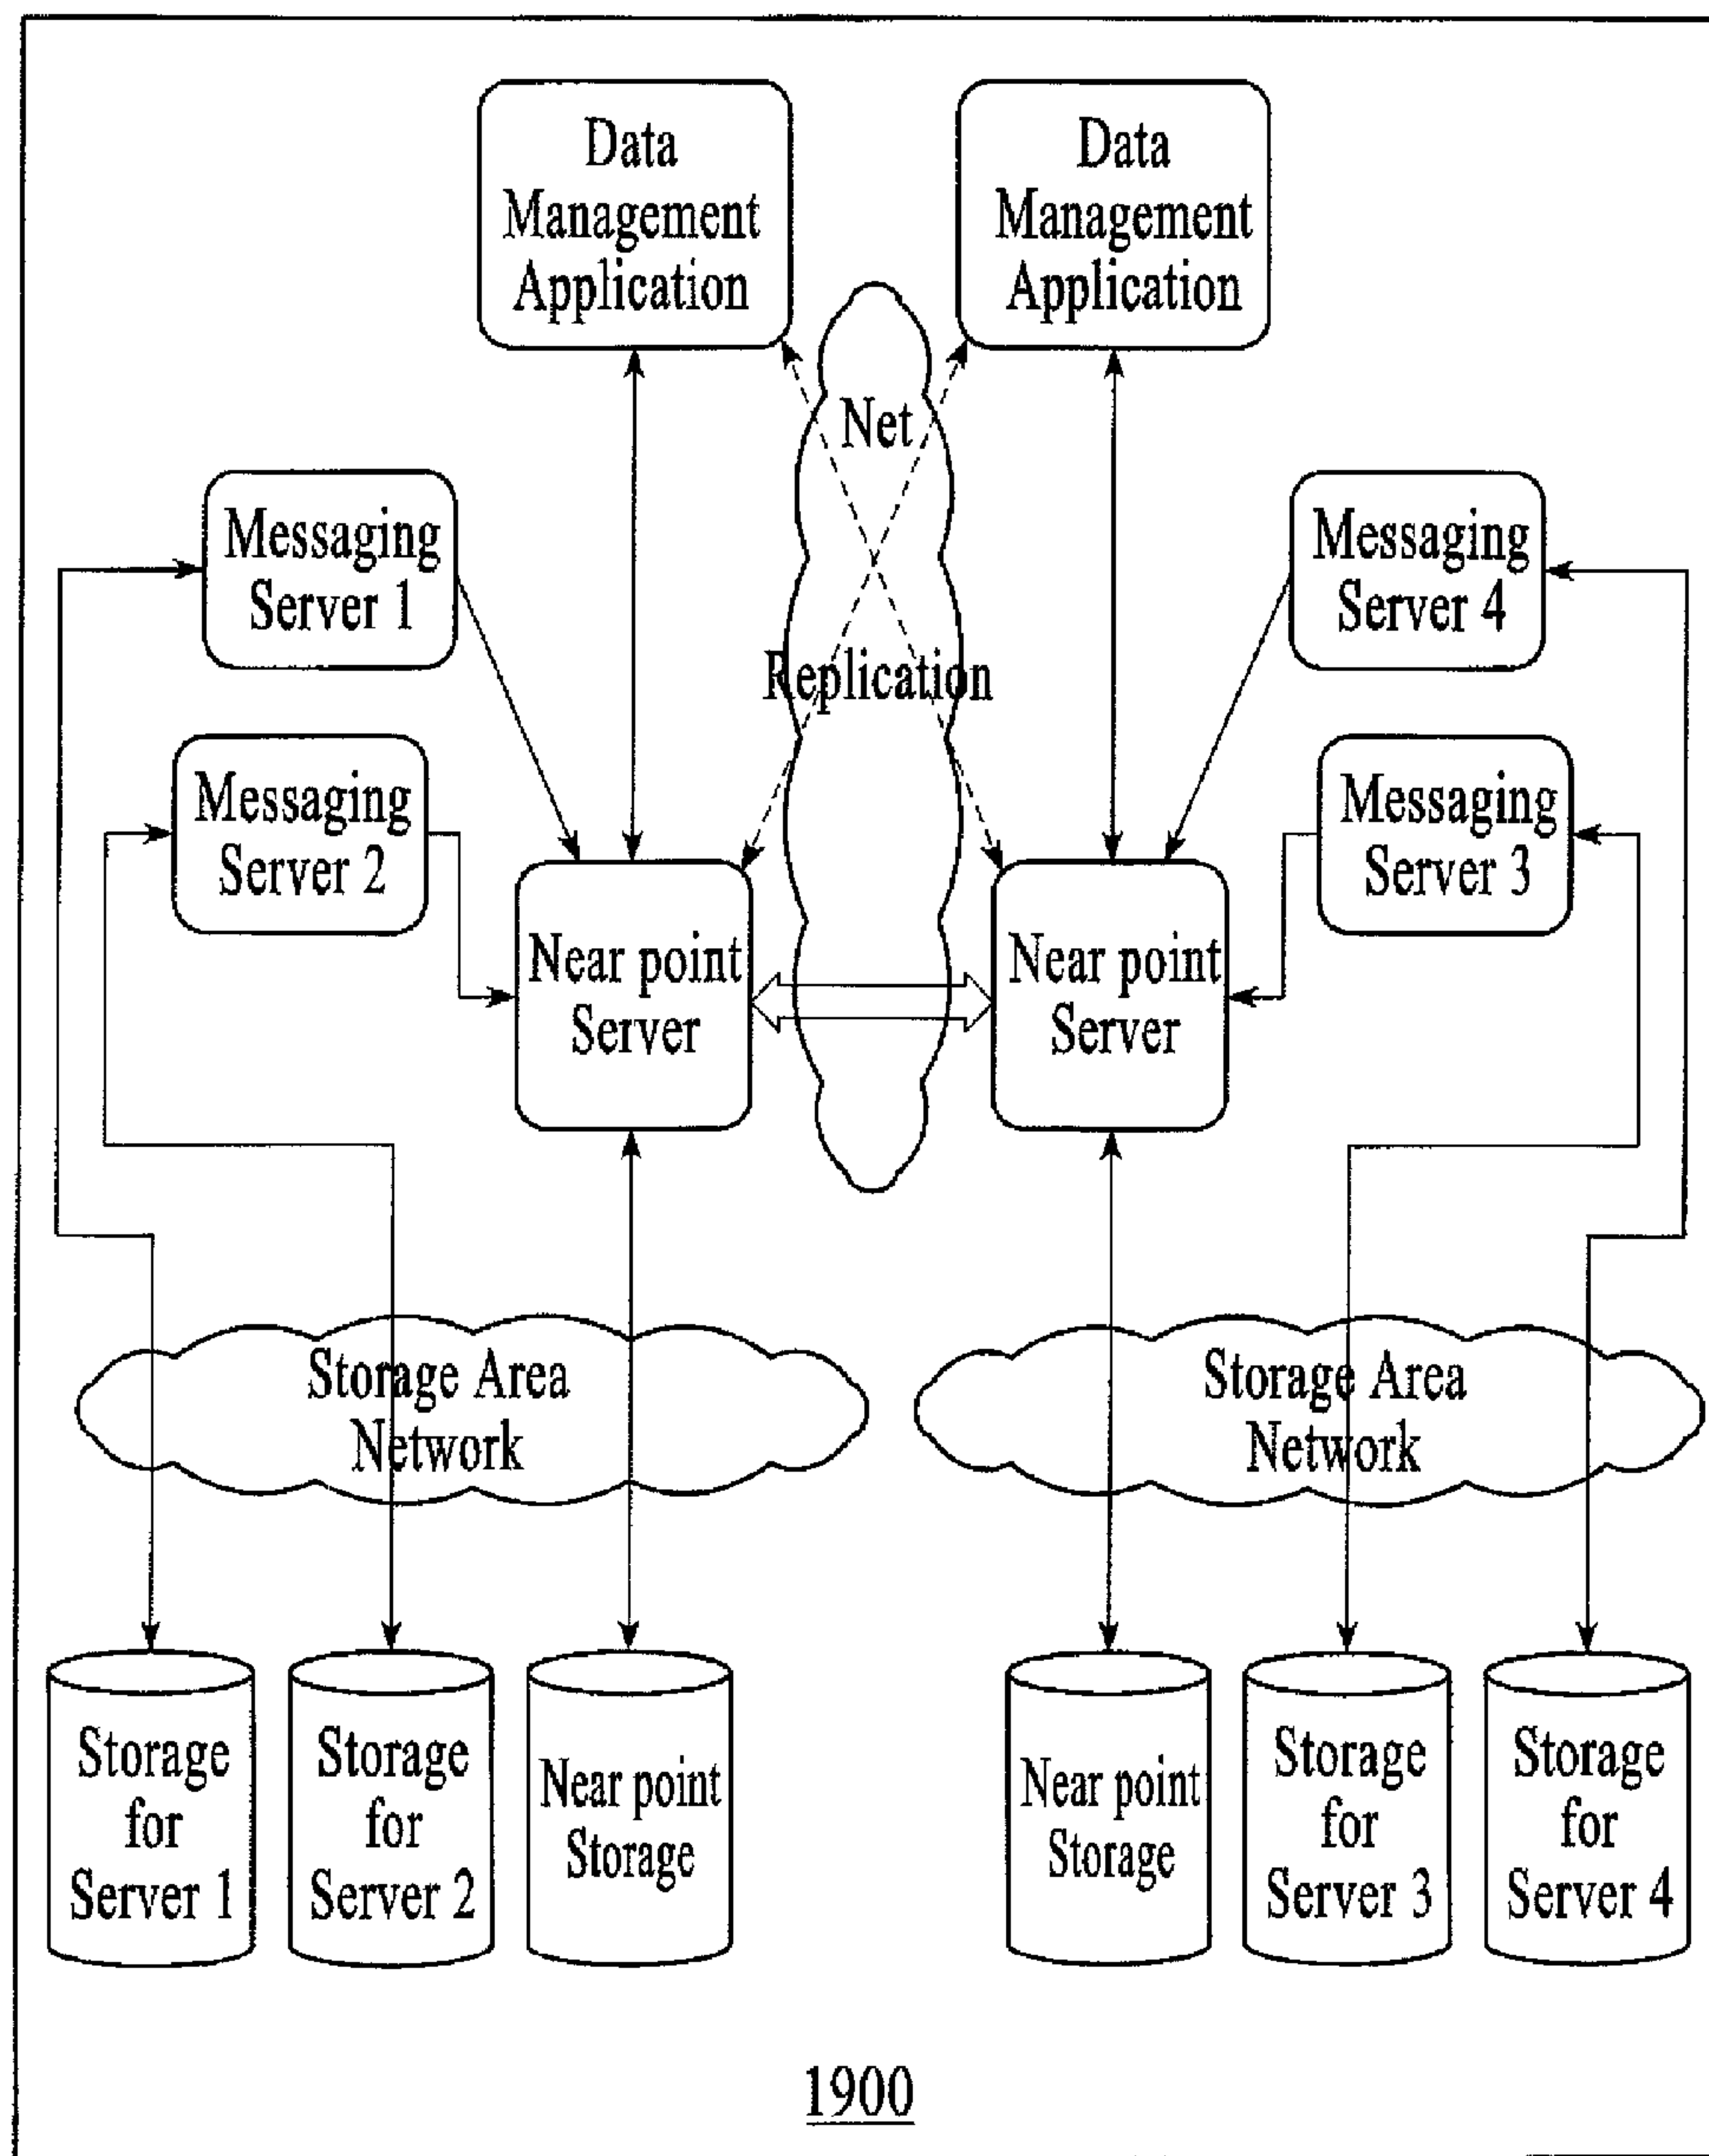 Data
Management
Application
Data
Management
Application
Net
Messaging
Server 1
Messaging
Server 4
Replication
Messaging
Server 2
Messaging
Server 3
Near point
Server
Near point
Server
Storage Area
Network
Storage Area
Network
Storage
for
Server 1
Storage
for
Server 2
Near point
Storage
Near point
Storage
Storage
for
Server 3
Storage
for
Server 4
1900